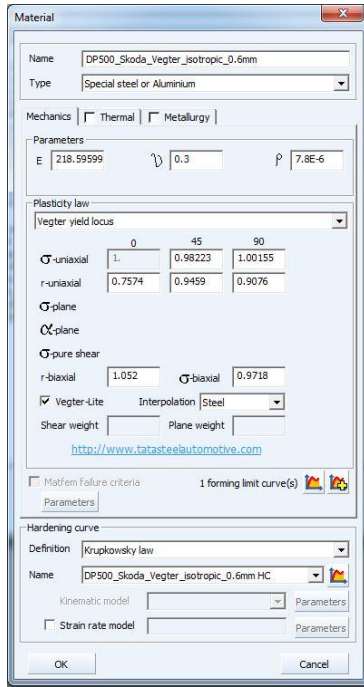 Material
Name DP500_Skoda_Vegter_isotropic_0.6mm
Type Special steel or Aluminium
Mechanics Thermal Metallurgy
Parameters
E 218.59599 υ 0.3 ρ 7.8E-6
Plasticity law
Vegter yield locus
0 45 90
σ-uniaxial 1. 0.98223 1.00155
r-uniaxial 0.7574 0.9459 0.9076
σ-plane
α-plane
σ-pure shear
r-biaxial 1.052 σ-biaxial 0.9718
Vegter-Lite Interpolation Steel
Shear weight Plane weight
http://www.tatasteelautomotive.com
Matfem failure criteria 1 forming limit curve(s)
Parameters
Hardening curve
Definition Krupkowsky law
Name DP500_Skoda_Vegter_isotropic_0.6mm HC
Kinematic model Parameters
Strain rate model Parameters
OK Cancel